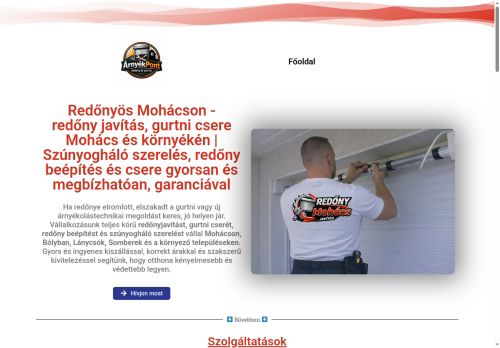 ÁrnyékPont
Főoldal
Redőnyös Mohácson -
redőny javítás, gurtni csere
Mohács és környékén |
Szúnyogháló szerelés, redőny
beépítés és csere gyorsan és
megbízhatóan, garanciával
Ha redőnye elromlott, elszakadt a gurtni vagy új
árnyékolástechnikai megoldást keres, jó helyen jár.
Vállalkozásunk teljes körű redőnyjavítást, gurtni cserét,
redőny beépítést és szúnyogháló szerelést vállal Mohácson,
Bólyban, Lánycsók, Somberek és a környező településeken.
Gyors és ingyenes kiszállással, korrekt árakkal és szakszerű
kivitelezéssel segítünk, hogy otthona kényelmesebb és
védettebb legyen.
Hívjon most
REDŐNY
Mohács
Bővebben
Szolgáltatások